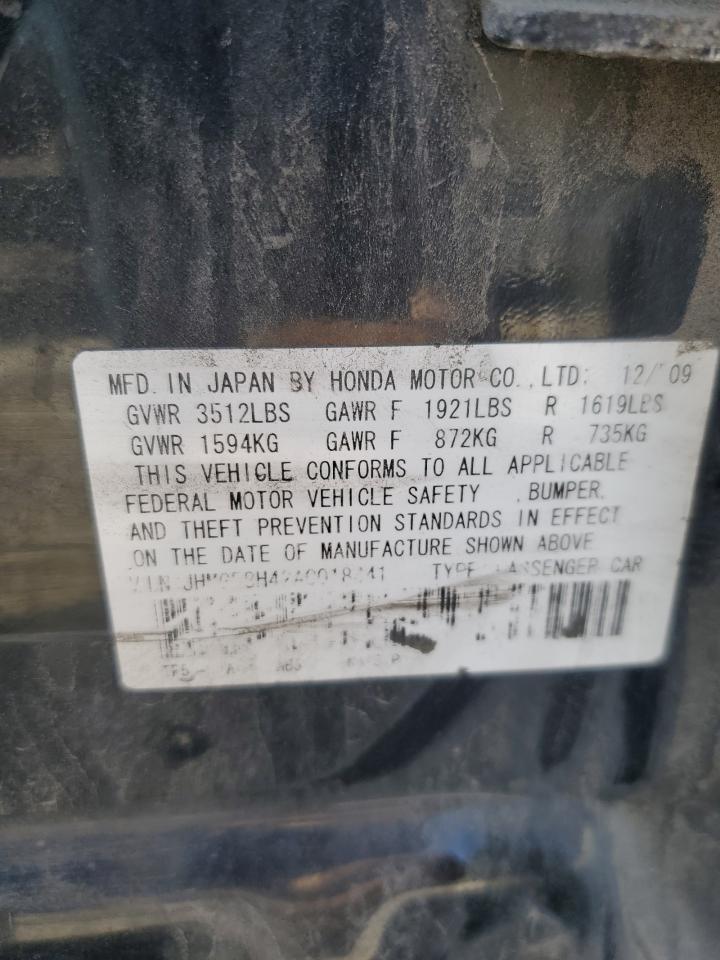 MFD. IN JAPAN BY HONDA MOTOR CO., LTD. 12/09
GVWR 3512LBS GAWR F 1921LBS R 1619LBS
GVWR 1594KG GAWR F 872KG R 735KG
THIS VEHICLE CONFORMS TO ALL APPLICABLE
FEDERAL MOTOR VEHICLE SAFETY , BUMPER,
AND THEFT PREVENTION STANDARDS IN EFFECT
ON THE DATE OF MANUFACTURE SHOWN ABOVE
V.I.N. TYPE: PASSENGER CAR